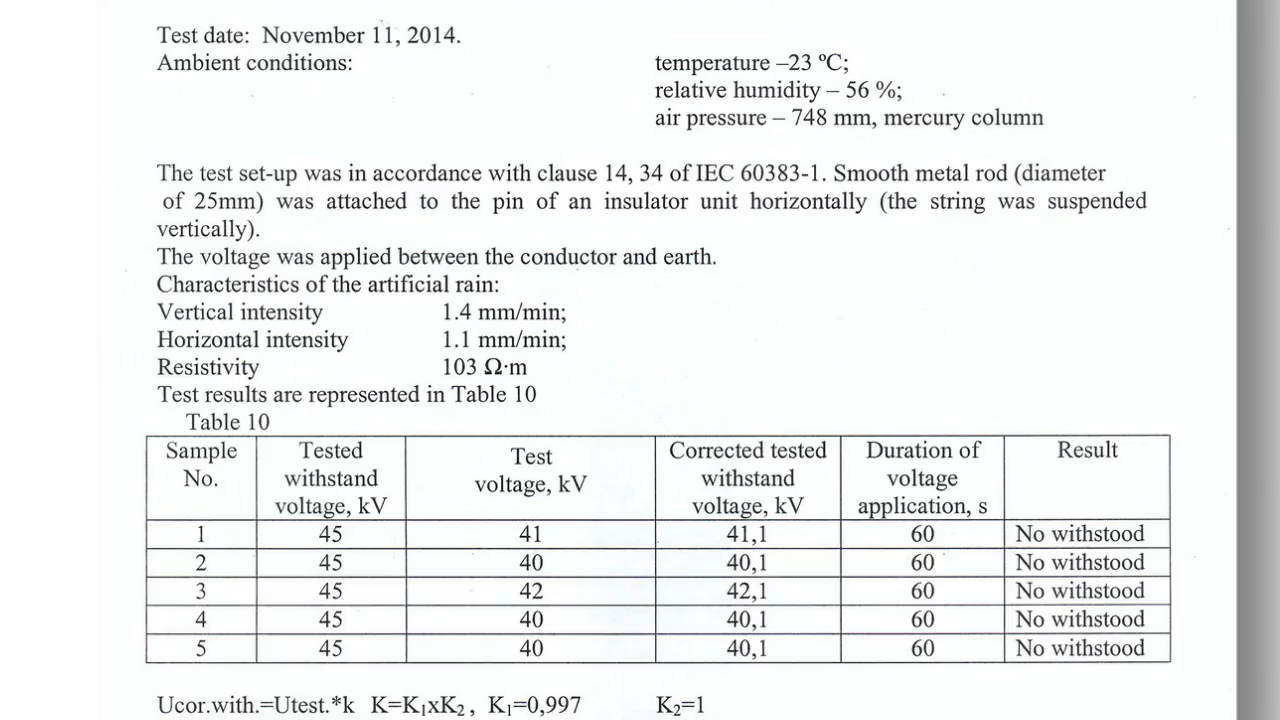 Test date: November 11, 2014.
Ambient conditions: temperature –23 ºC;
relative humidity – 56 %;
air pressure – 748 mm, mercury column
The test set-up was in accordance with clause 14, 34 of IEC 60383-1. Smooth metal rod (diameter
of 25mm) was attached to the pin of an insulator unit horizontally (the string was suspended
vertically).
The voltage was applied between the conductor and earth.
Characteristics of the artificial rain:
Vertical intensity 1.4 mm/min;
Horizontal intensity 1.1 mm/min;
Resistivity 103 Ω·m
Test results are represented in Table 10
Table 10
Sample No. Tested withstand voltage, kV Test voltage, kV Corrected tested withstand voltage, kV Duration of voltage application, s Result
1 45 41 41,1 60 No withstood
2 45 40 40,1 60 No withstood
3 45 42 42,1 60 No withstood
4 45 40 40,1 60 No withstood
5 45 40 40,1 60 No withstood
Ucor.with.=Utest.*k K=K₁xK₂ , K₁=0,997 K₂=1